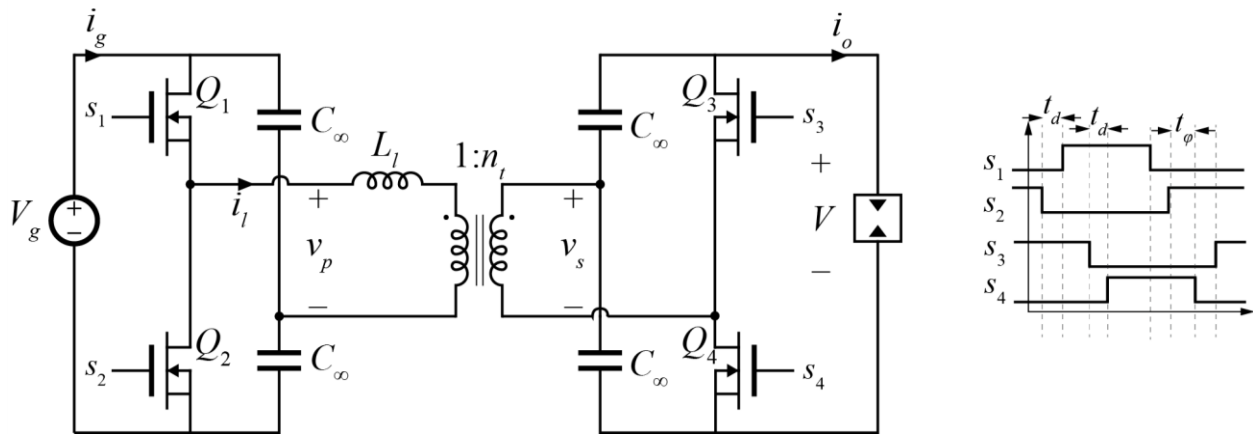 i_g
i_o
Q_1
s_1
C_∞
L_l
1:n_t
C_∞
Q_3
s_3
V_g
+
−
i_l
+
v_p
−
+
v_s
−
+
V
−
Q_2
s_2
C_∞
C_∞
Q_4
s_4
t_d
t_d
t_φ
s_1
s_2
s_3
s_4